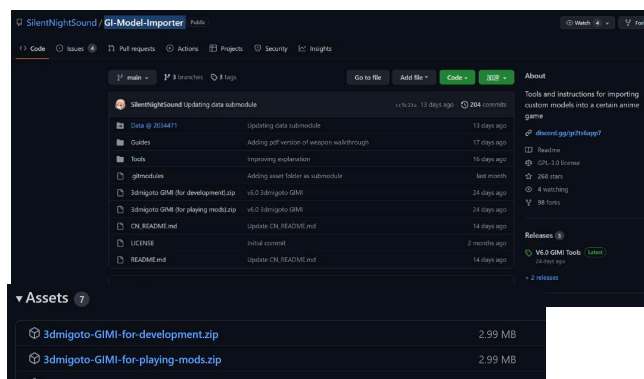 SilentNightSound / GI-Model-Importer Public
Watch 4
For
Code Issues 4 Pull requests Actions Projects Security Insights
main 3 branches 3 tags Go to file Add file Code
About
SilentNightSound Updating data submodule 13 days ago 204 commits
Tools and instructions for importing
custom models into a certain anime
game
Data @ 2034471 Updating data submodule 13 days ago
Guides Adding pdf version of weapon walkthrough 17 days ago
Tools Improving explanation 16 days ago
.gitmodules Adding asset folder as submodule last month
3dmigoto GIMI (for development).zip v6.0 3dmigoto GIMI 24 days ago
3dmigoto GIMI (for playing mods).zip v6.0 3dmigoto GIMI 24 days ago
CN_README.md Update CN_README.md 14 days ago
LICENSE Initial commit 2 months ago
README.md Update CN_README.md 14 days ago
Readme
GPL-3.0 license
268 stars
4 watching
98 forks
Releases 3
V6.0 GIMI Tools Latest
24 days ago
+ 2 releases
Assets 7
3dmigoto-GIMI-for-development.zip 2.99 MB
3dmigoto-GIMI-for-playing-mods.zip 2.99 MB